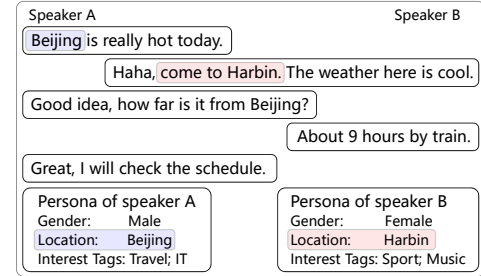 Speaker A Speaker B
Beijing is really hot today.
Haha, come to Harbin. The weather here is cool.
Good idea, how far is it from Beijing?
About 9 hours by train.
Great, I will check the schedule.
Persona of speaker A
Gender: Male
Location: Beijing
Interest Tags: Travel; IT
Persona of speaker B
Gender: Female
Location: Harbin
Interest Tags: Sport; Music